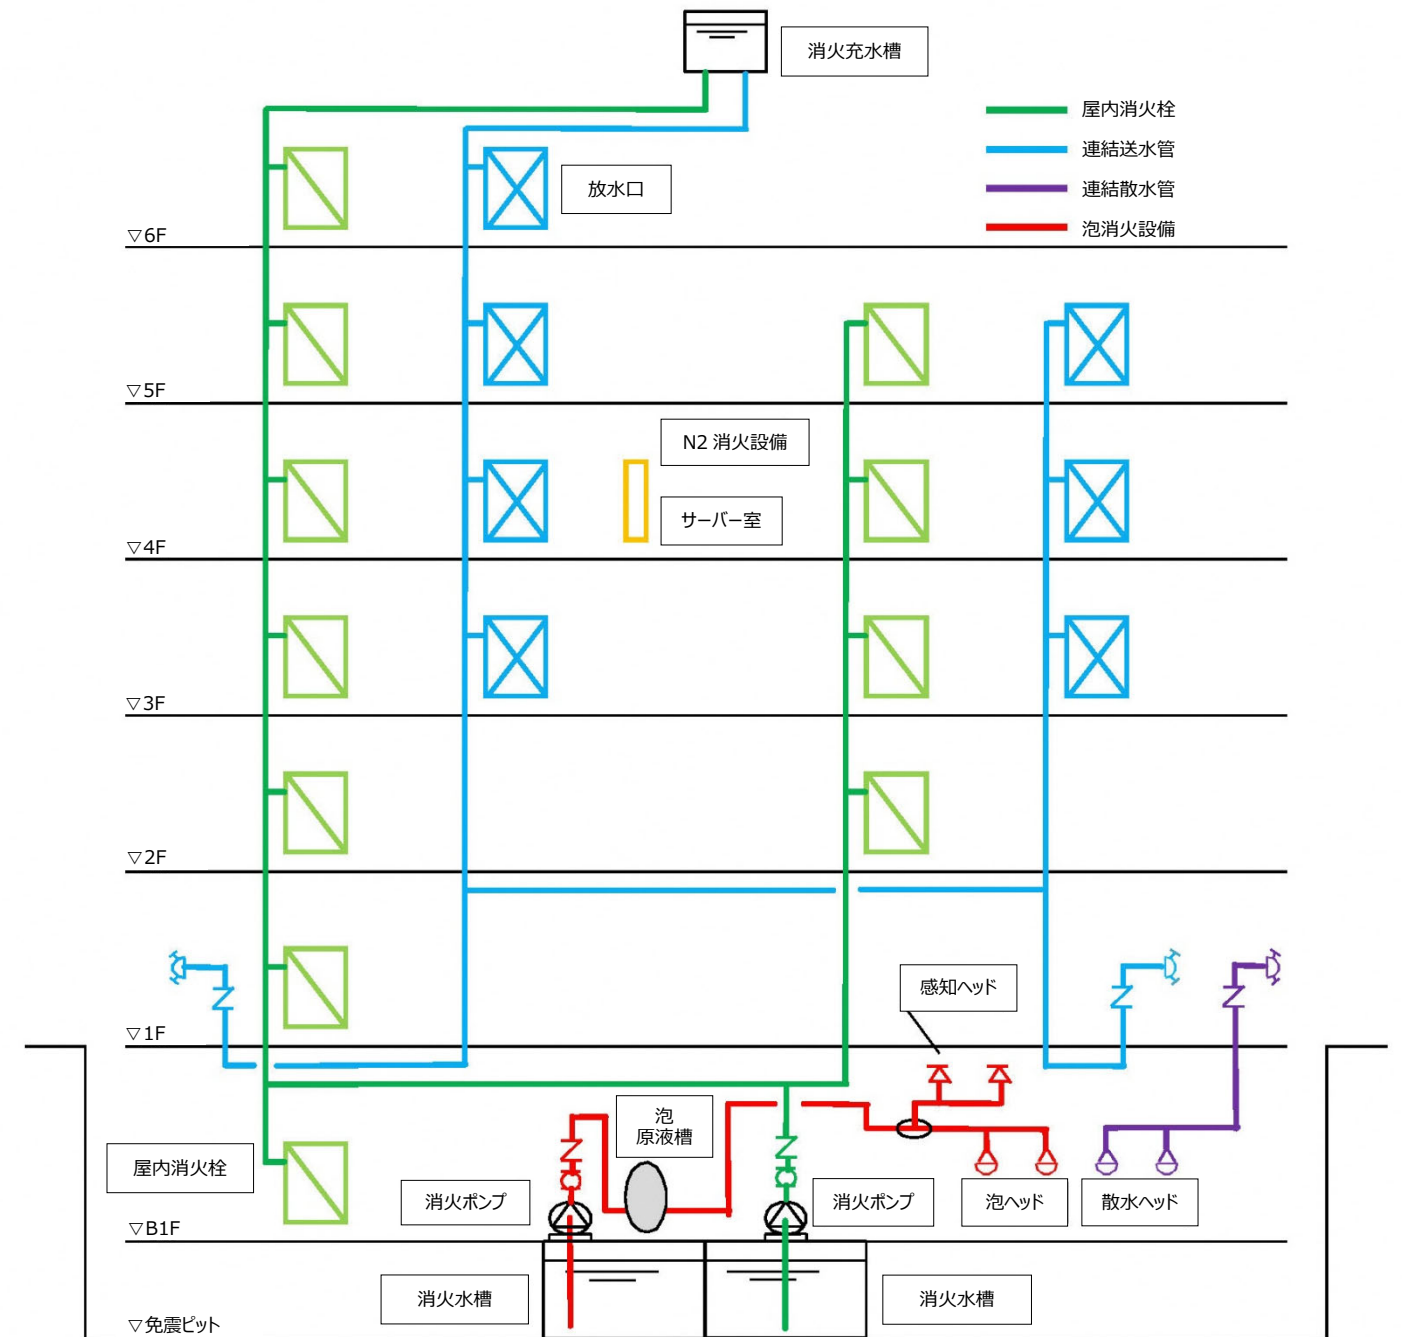 消火充水槽
屋内消火栓
連結送水管
連結散水管
泡消火設備
放水口
▽6F
▽5F
N2 消火設備
サーバー室
▽4F
▽3F
▽2F
感知ヘッド
▽1F
泡
原液槽
屋内消火栓
消火ポンプ
消火ポンプ
泡ヘッド
散水ヘッド
▽B1F
消火水槽
消火水槽
▽免震ピット